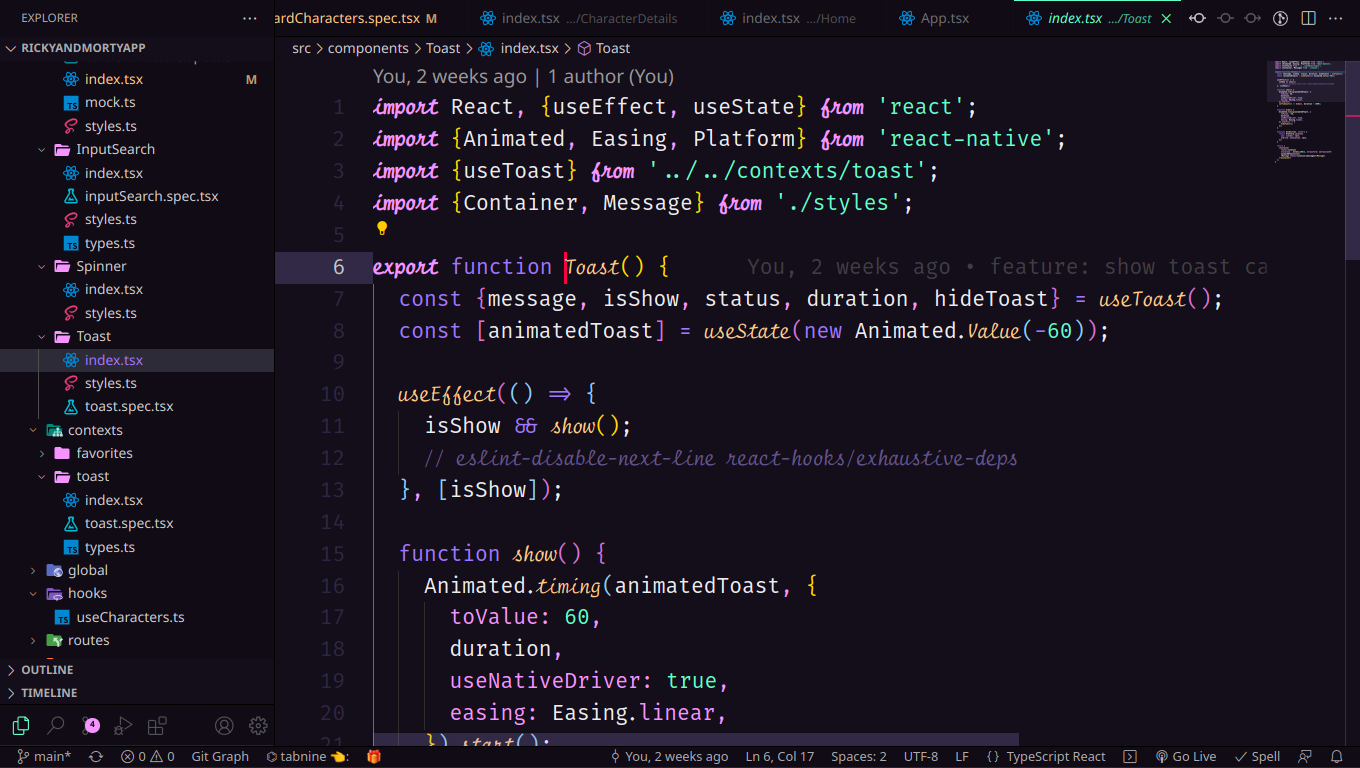 EXPLORER
RICKYANDMORTYAPP
index.tsx M
mock.ts
styles.ts
InputSearch
index.tsx
inputSearch.spec.tsx
styles.ts
types.ts
Spinner
index.tsx
styles.ts
Toast
index.tsx
styles.ts
toast.spec.tsx
contexts
favorites
toast
index.tsx
toast.spec.tsx
types.ts
global
hooks
useCharacters.ts
routes
OUTLINE
TIMELINE
4
ardCharacters.spec.tsx M index.tsx .../CharacterDetails index.tsx .../Home App.tsx index.tsx .../Toast
src > components > Toast > index.tsx > Toast
You, 2 weeks ago | 1 author (You)
1 import React, {useEffect, useState} from 'react';
2 import {Animated, Easing, Platform} from 'react-native';
3 import {useToast} from '../../contexts/toast';
4 import {Container, Message} from './styles';
5
6 export function Toast() { You, 2 weeks ago • feature: show toast ca
7 const {message, isShow, status, duration, hideToast} = useToast();
8 const [animatedToast] = useState(new Animated.Value(-60));
9
10 useEffect(() => {
11 isShow && show();
12 // eslint-disable-next-line react-hooks/exhaustive-deps
13 }, [isShow]);
14
15 function show() {
16 Animated.timing(animatedToast, {
17 toValue: 60,
18 duration,
19 useNativeDriver: true,
20 easing: Easing.linear,
21 }).start();
main* 0 0 Git Graph tabnine 👈: You, 2 weeks ago Ln 6, Col 17 Spaces: 2 UTF-8 LF { } TypeScript React Go Live Spell